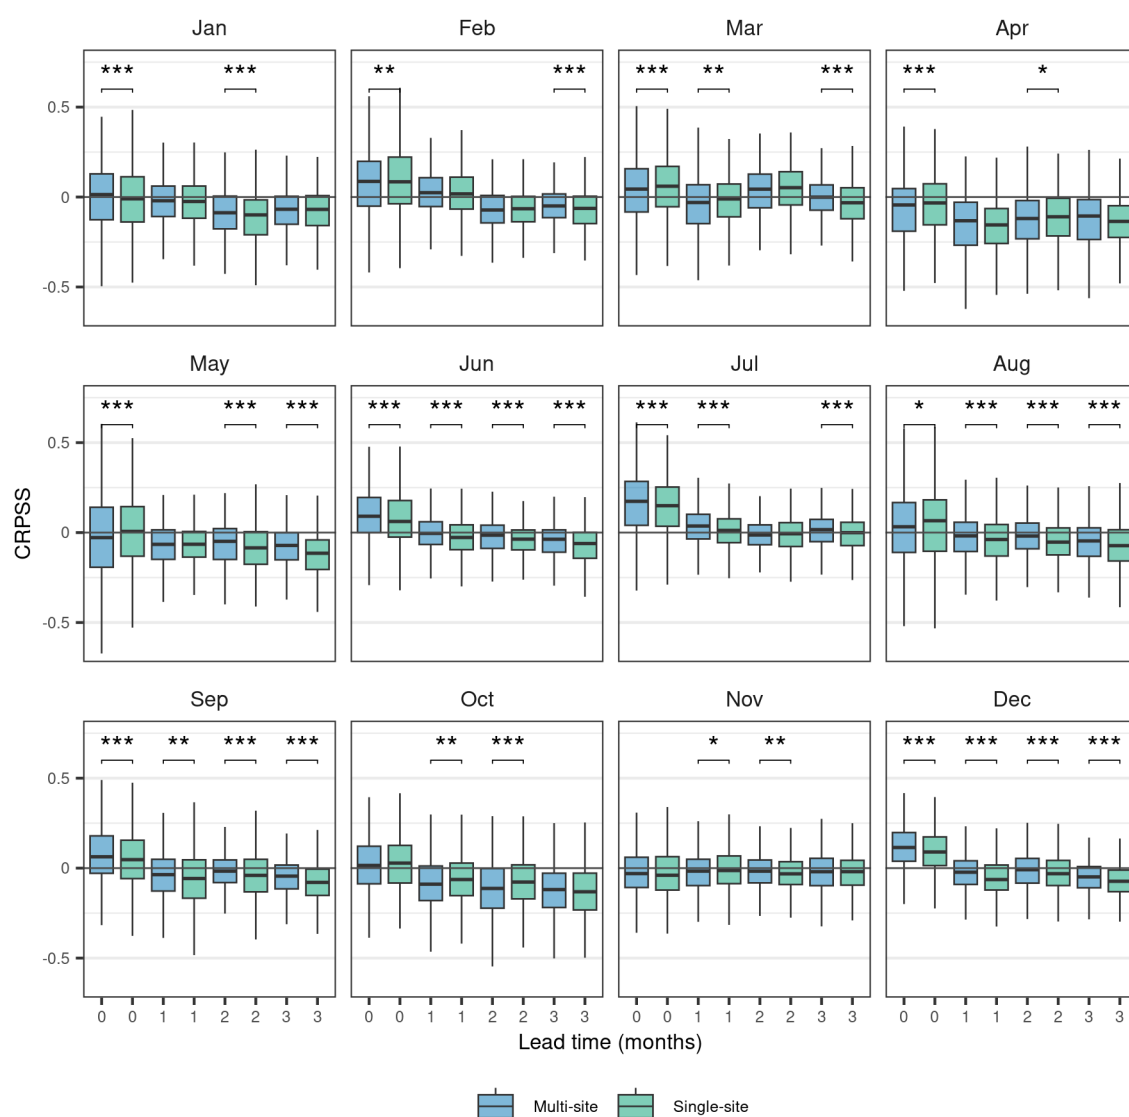 Jan Feb Mar Apr
*** *** ** *** *** ** *** *** *
0.5
0
-0.5
May Jun Jul Aug
*** *** *** *** *** *** *** *** *** *** * *** *** ***
0.5
0
-0.5
CRPSS
Sep Oct Nov Dec
*** ** *** *** ** *** * ** *** *** *** ***
0.5
0
-0.5
0 0 1 1 2 2 3 3 0 0 1 1 2 2 3 3 0 0 1 1 2 2 3 3 0 0 1 1 2 2 3 3
Lead time (months)
Multi-site Single-site